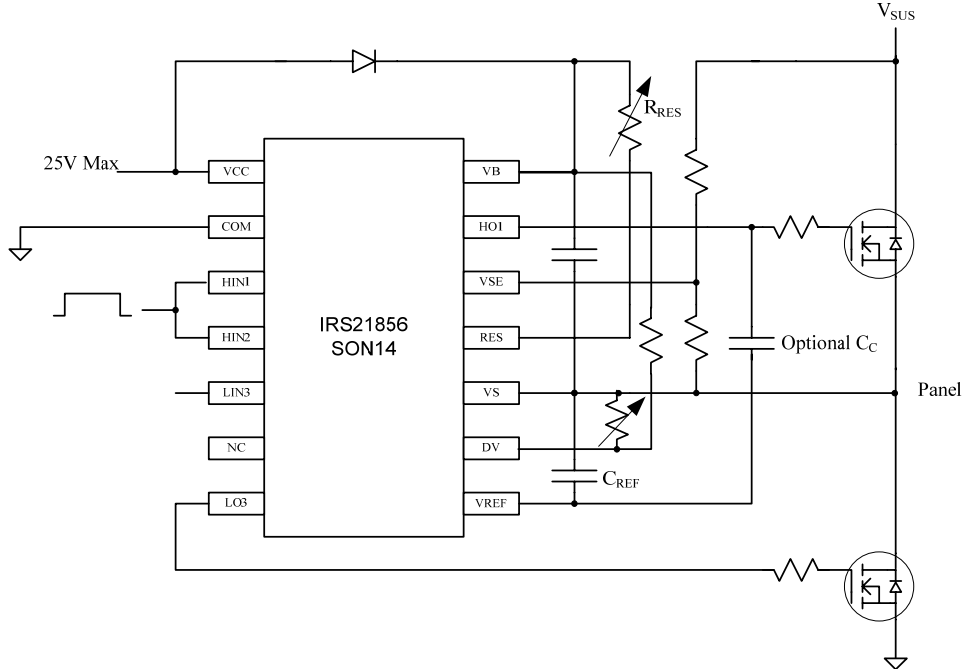 V_SUS
R_RES
25V Max
VCC
VB
COM
HO1
HIN1
VSE
IRS21856
SON14
HIN2
RES
Optional C_C
LIN3
VS
Panel
NC
DV
C_REF
LO3
VREF